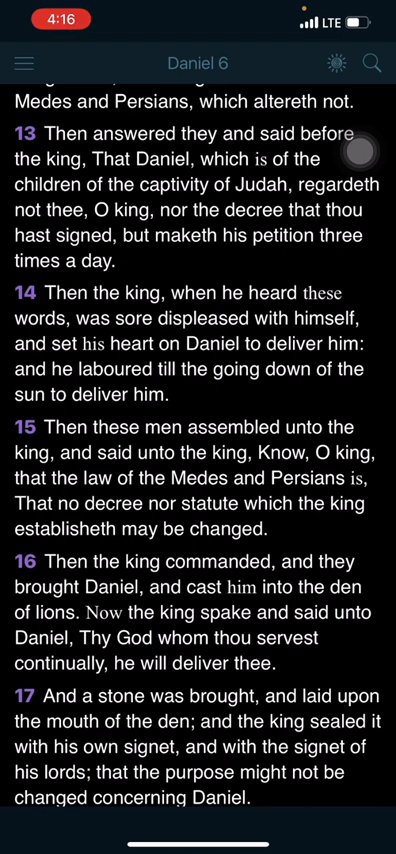 4:16
LTE
Daniel 6
Medes and Persians, which altereth not.
13 Then answered they and said before
the king, That Daniel, which is of the
children of the captivity of Judah, regardeth
not thee, O king, nor the decree that thou
hast signed, but maketh his petition three
times a day.
14 Then the king, when he heard these
words, was sore displeased with himself,
and set his heart on Daniel to deliver him:
and he laboured till the going down of the
sun to deliver him.
15 Then these men assembled unto the
king, and said unto the king, Know, O king,
that the law of the Medes and Persians is,
That no decree nor statute which the king
establisheth may be changed.
16 Then the king commanded, and they
brought Daniel, and cast him into the den
of lions. Now the king spake and said unto
Daniel, Thy God whom thou servest
continually, he will deliver thee.
17 And a stone was brought, and laid upon
the mouth of the den; and the king sealed it
with his own signet, and with the signet of
his lords; that the purpose might not be
changed concerning Daniel.